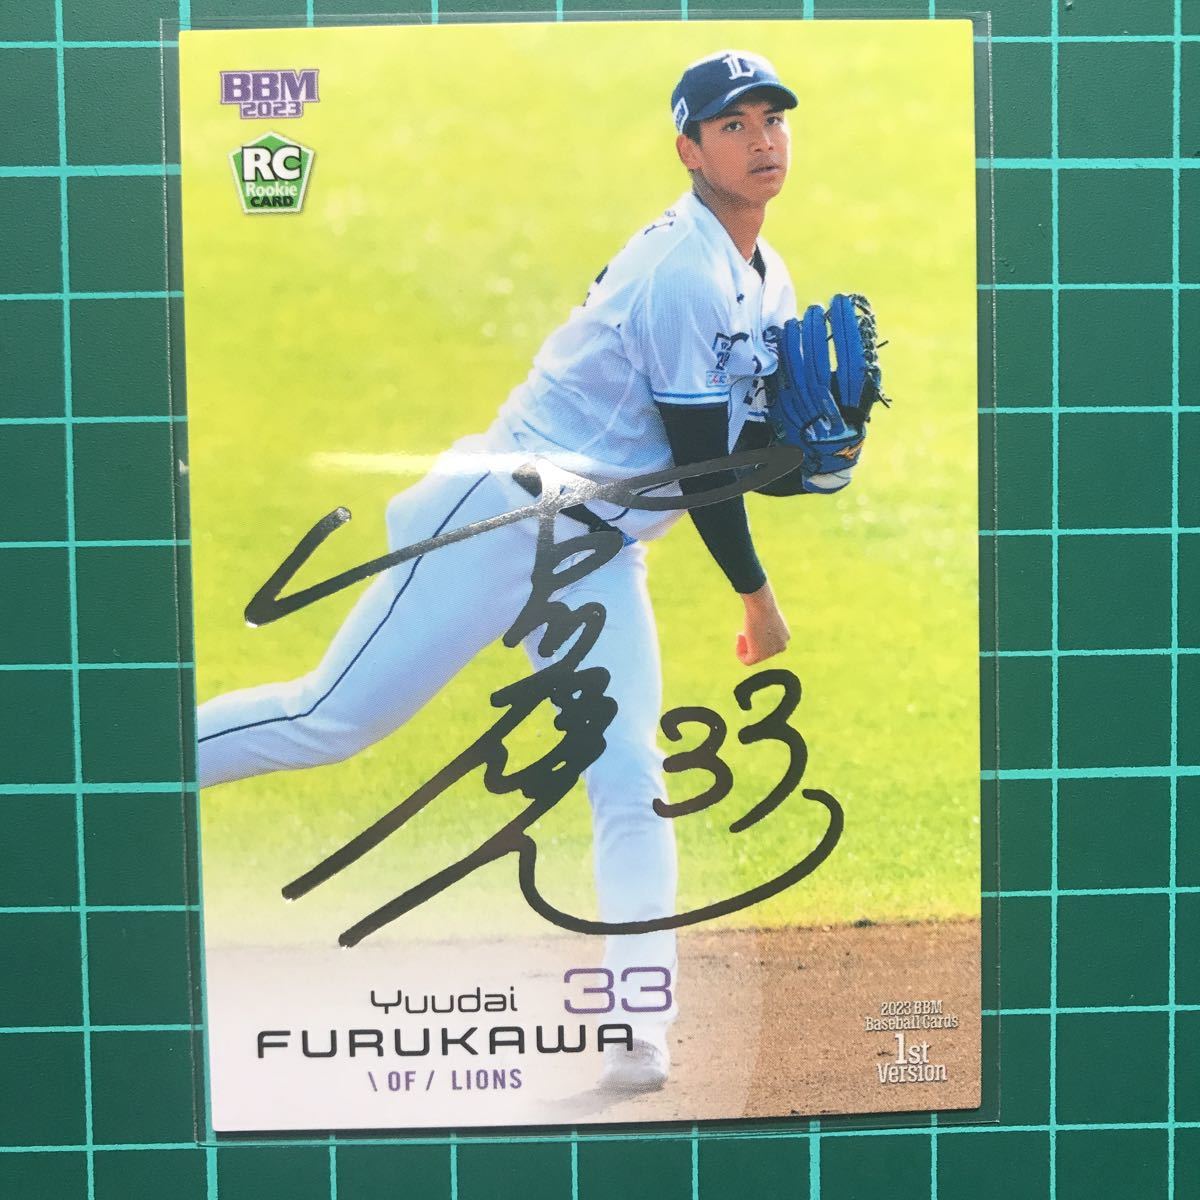 BBM
2023
RC
Rookie
CARD
L
33
Yuudai 33
FURUKAWA
\ OF / LIONS
2023 BBM
Baseball Cards
1st
Version